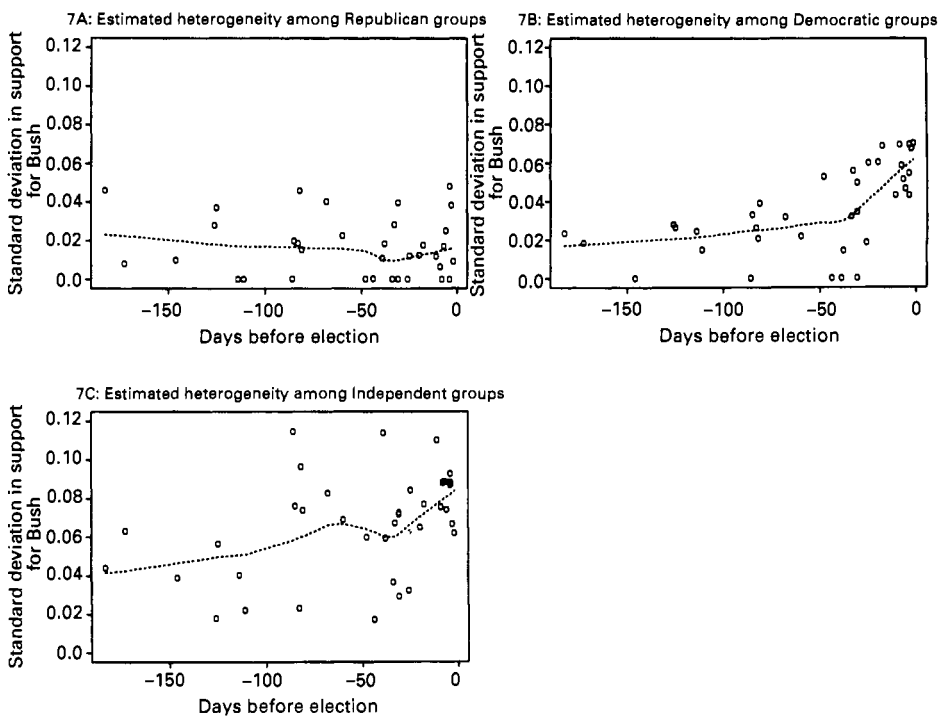 7A: Estimated heterogeneity among Republican groups
Standard deviation in support
for Bush
0.12
0.10
0.08
0.06
0.04
0.02
0.0
−150
−100
−50
0
Days before election
7B: Estimated heterogeneity among Democratic groups
Standard deviation in support
for Bush
0.12
0.10
0.08
0.06
0.04
0.02
0.0
−150
−100
−50
0
Days before election
7C: Estimated heterogeneity among Independent groups
Standard deviation in support
for Bush
0.12
0.10
0.08
0.06
0.04
0.02
0.0
−150
−100
−50
0
Days before election